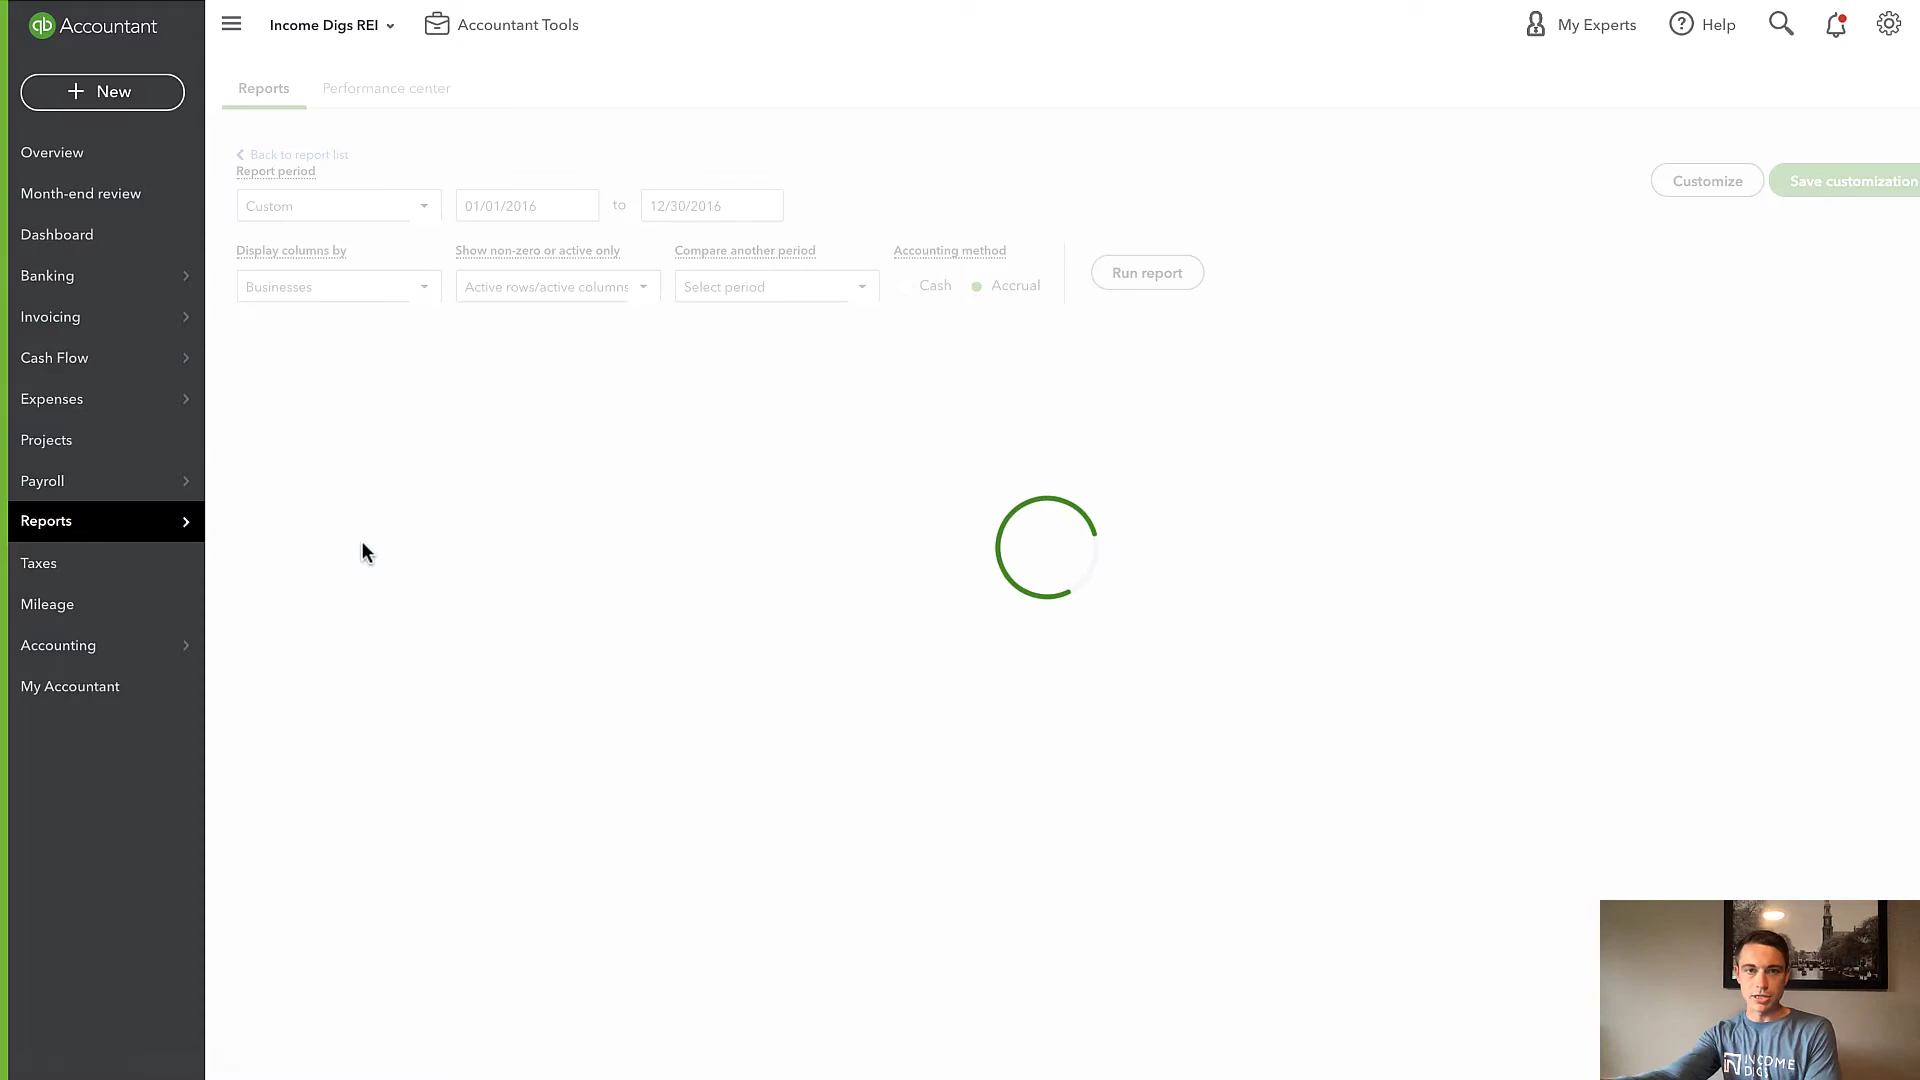 qb Accountant
Income Digs REI
Accountant Tools
My Experts
Help
+ New
Reports
Performance center
Overview
Month-end review
Dashboard
Banking
Invoicing
Cash Flow
Expenses
Projects
Payroll
Reports
Taxes
Mileage
Accounting
My Accountant
Back to report list
Report period
Custom
01/01/2016
to
12/30/2016
Customize
Save customization
Display columns by
Show non-zero or active only
Compare another period
Accounting method
Businesses
Active rows/active columns
Select period
Cash
Accrual
Run report
INCOME
DIGS